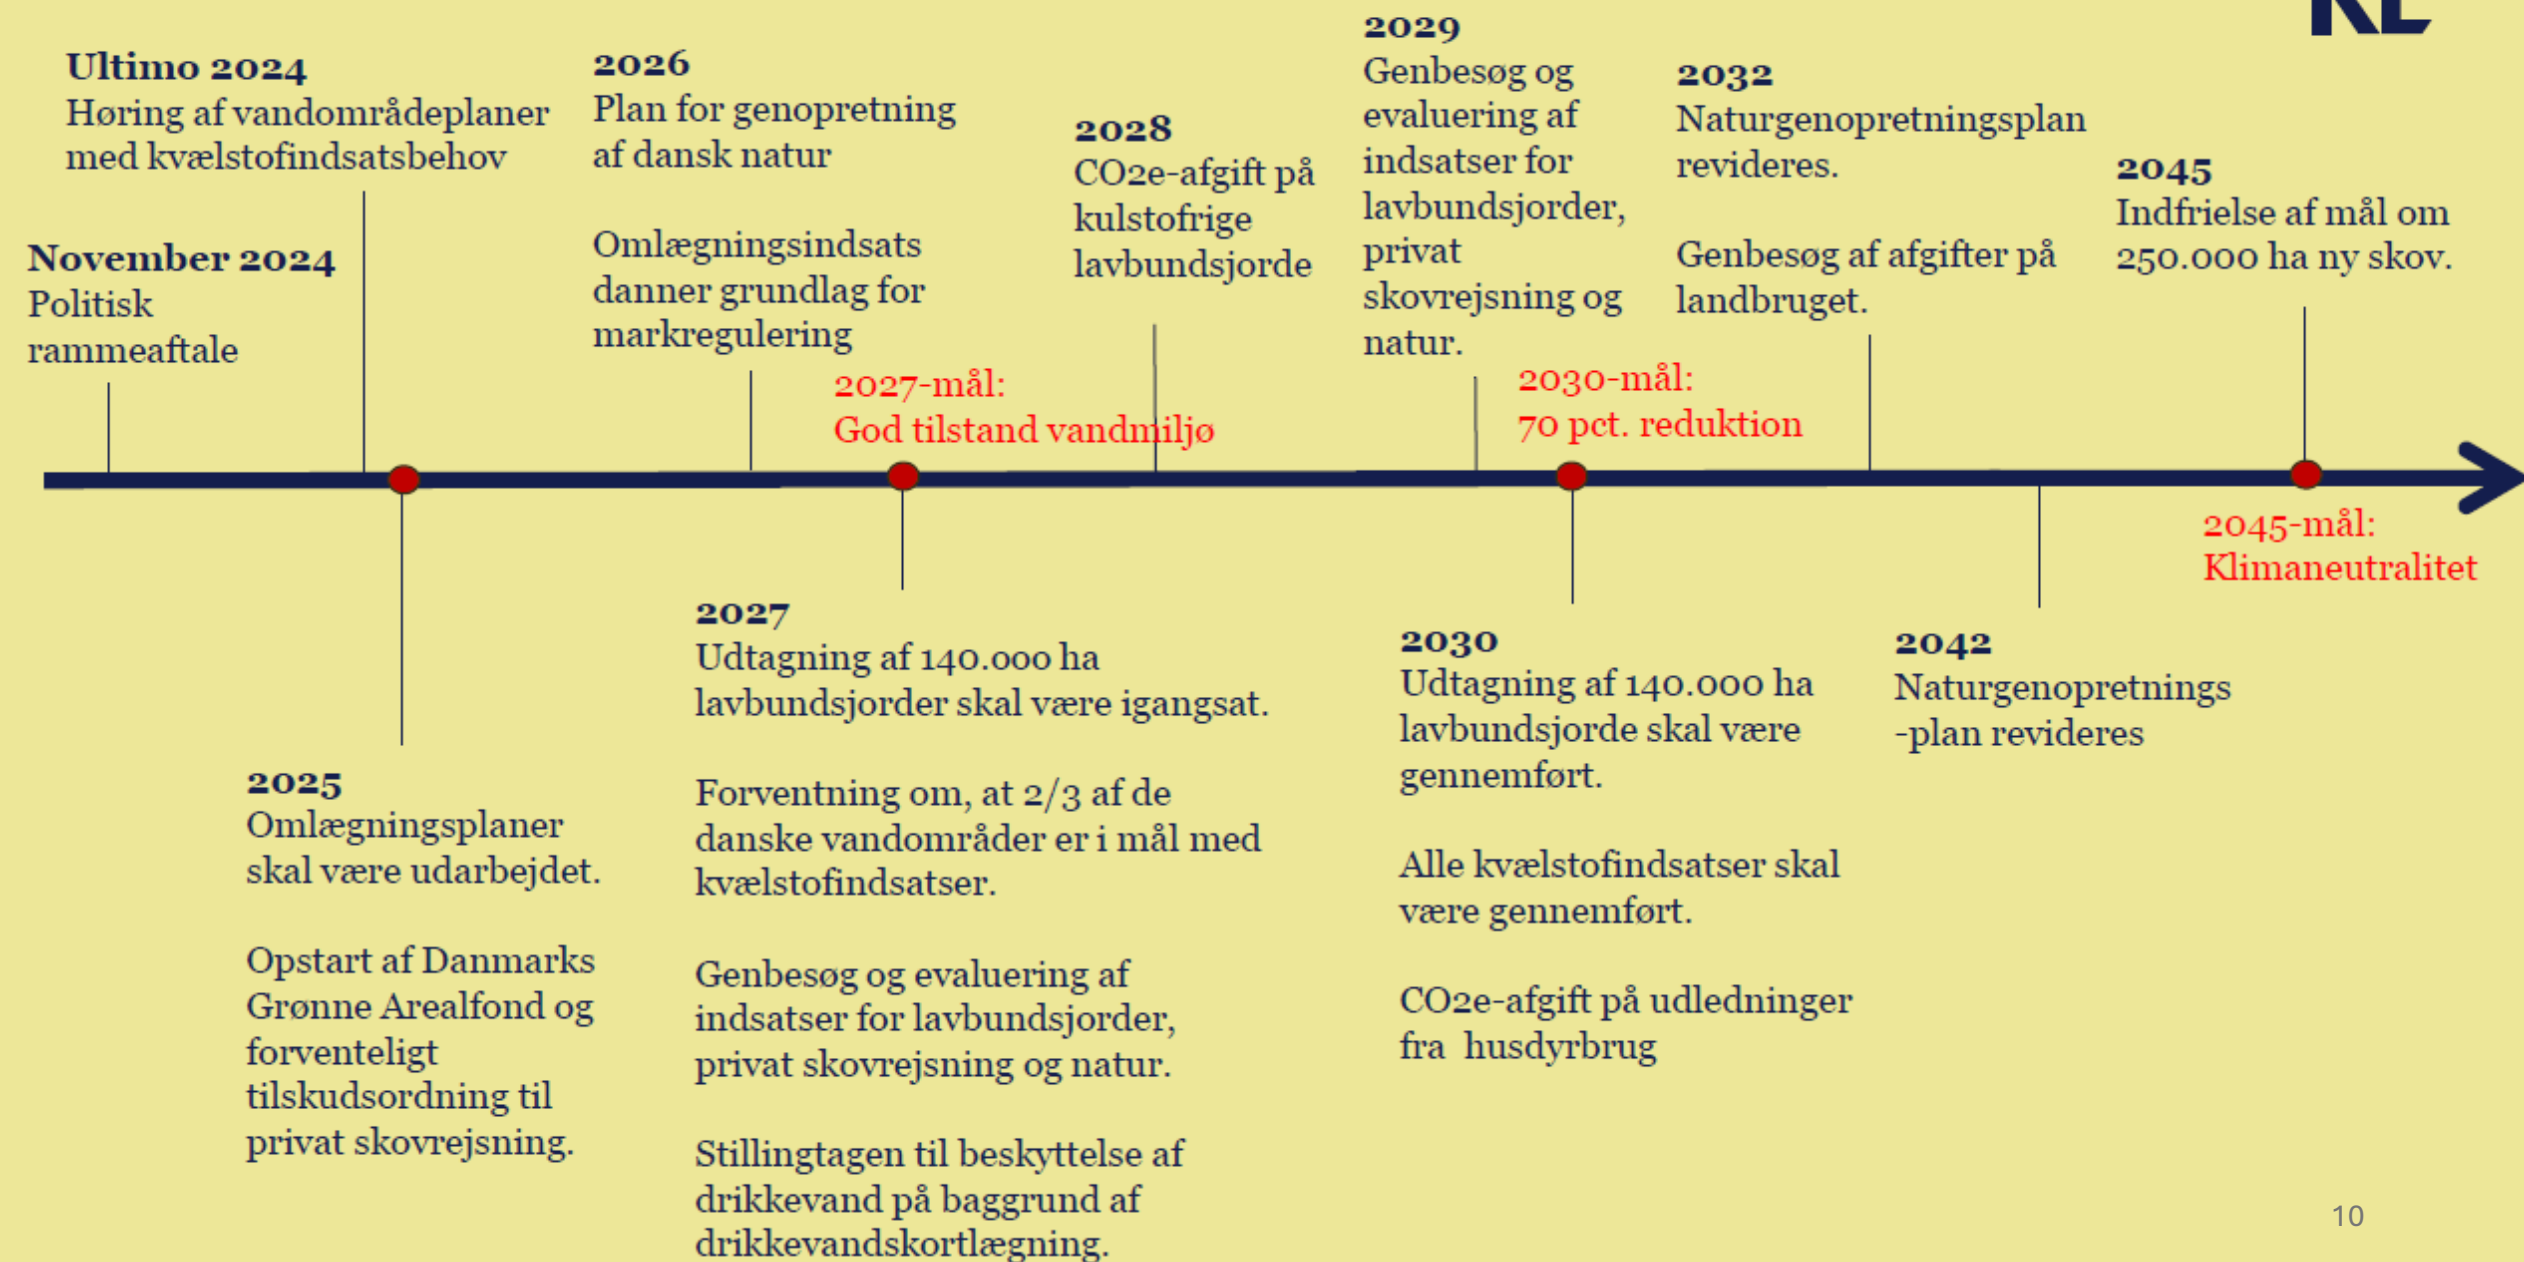 KL
Ultimo 2024
Høring af vandområdeplaner
med kvælstofindsatsbehov
November 2024
Politisk
rammeaftale
2026
Plan for genopretning
af dansk natur
Omlægningsindsats
danner grundlag for
markregulering
2027-mål:
God tilstand vandmiljø
2028
CO2e-afgift på
kulstofrige
lavbundsjorde
2029
Genbesøg og
evaluering af
indsatser for
lavbundsjorder,
privat
skovrejsning og
natur.
2030-mål:
70 pct. reduktion
2032
Naturgenopretningsplan
revideres.
Genbesøg af afgifter på
landbruget.
2045
Indfrielse af mål om
250.000 ha ny skov.
2045-mål:
Klimaneutralitet
2025
Omlægningsplaner
skal være udarbejdet.
Opstart af Danmarks
Grønne Arealfond og
forventeligt
tilskudsordning til
privat skovrejsning.
2027
Udtagning af 140.000 ha
lavbundsjorder skal være igangsat.
Forventning om, at 2/3 af de
danske vandområder er i mål med
kvælstofindsatser.
Genbesøg og evaluering af
indsatser for lavbundsjorder,
privat skovrejsning og natur.
Stillingtagen til beskyttelse af
drikkevand på baggrund af
drikkevandskortlægning.
2030
Udtagning af 140.000 ha
lavbundsjorde skal være
gennemført.
Alle kvælstofindsatser skal
være gennemført.
CO2e-afgift på udledninger
fra  husdyrbrug
2042
Naturgenopretnings
-plan revideres
10